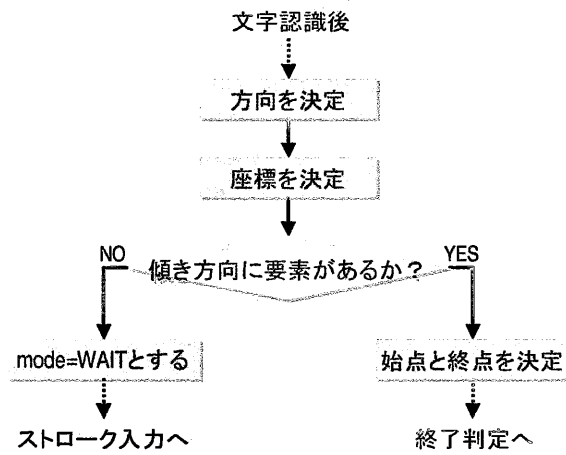 文字認識後
方向を決定
座標を決定
傾き方向に要素があるか？
NO
YES
mode=WAITとする
始点と終点を決定
ストローク入力へ
終了判定へ